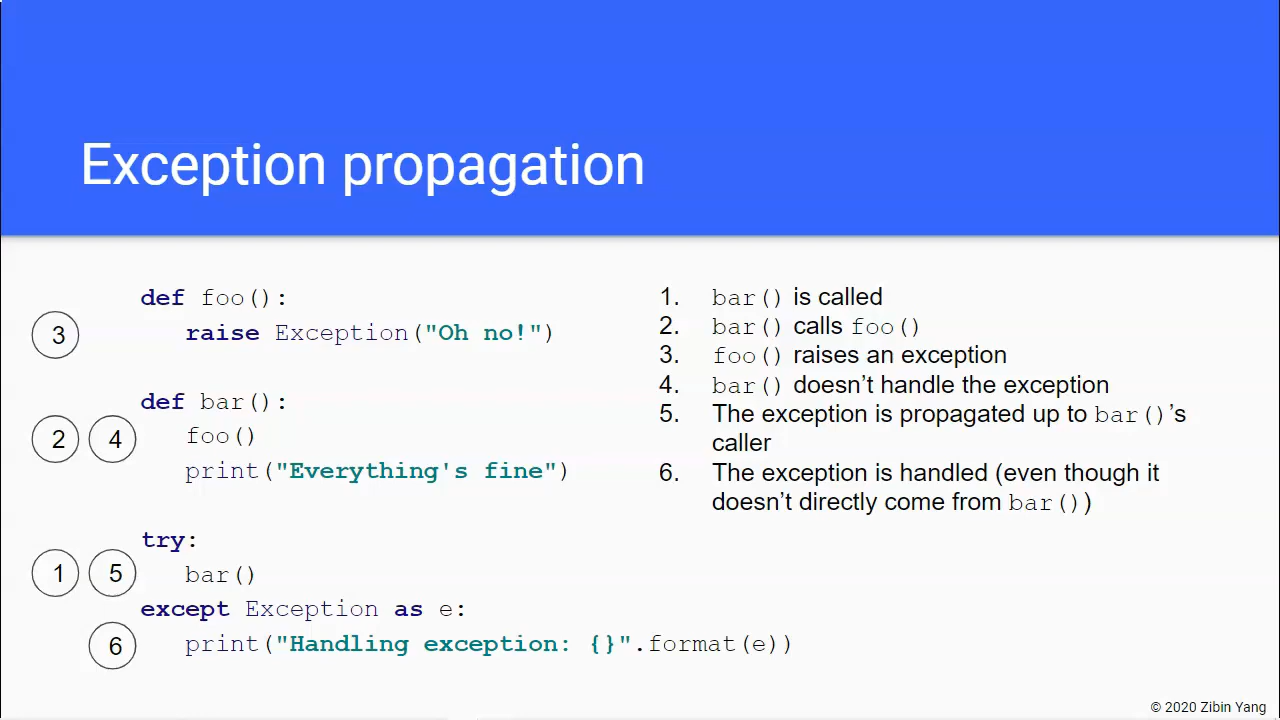 Exception propagation
def foo():
3
raise Exception("Oh no!")
def bar():
2 4
foo()
print("Everything's fine")
try:
1 5
bar()
except Exception as e:
6
print("Handling exception: {}".format(e))
1. bar() is called
2. bar() calls foo()
3. foo() raises an exception
4. bar() doesn’t handle the exception
5. The exception is propagated up to bar()’s
caller
6. The exception is handled (even though it
doesn’t directly come from bar())
© 2020 Zibin Yang